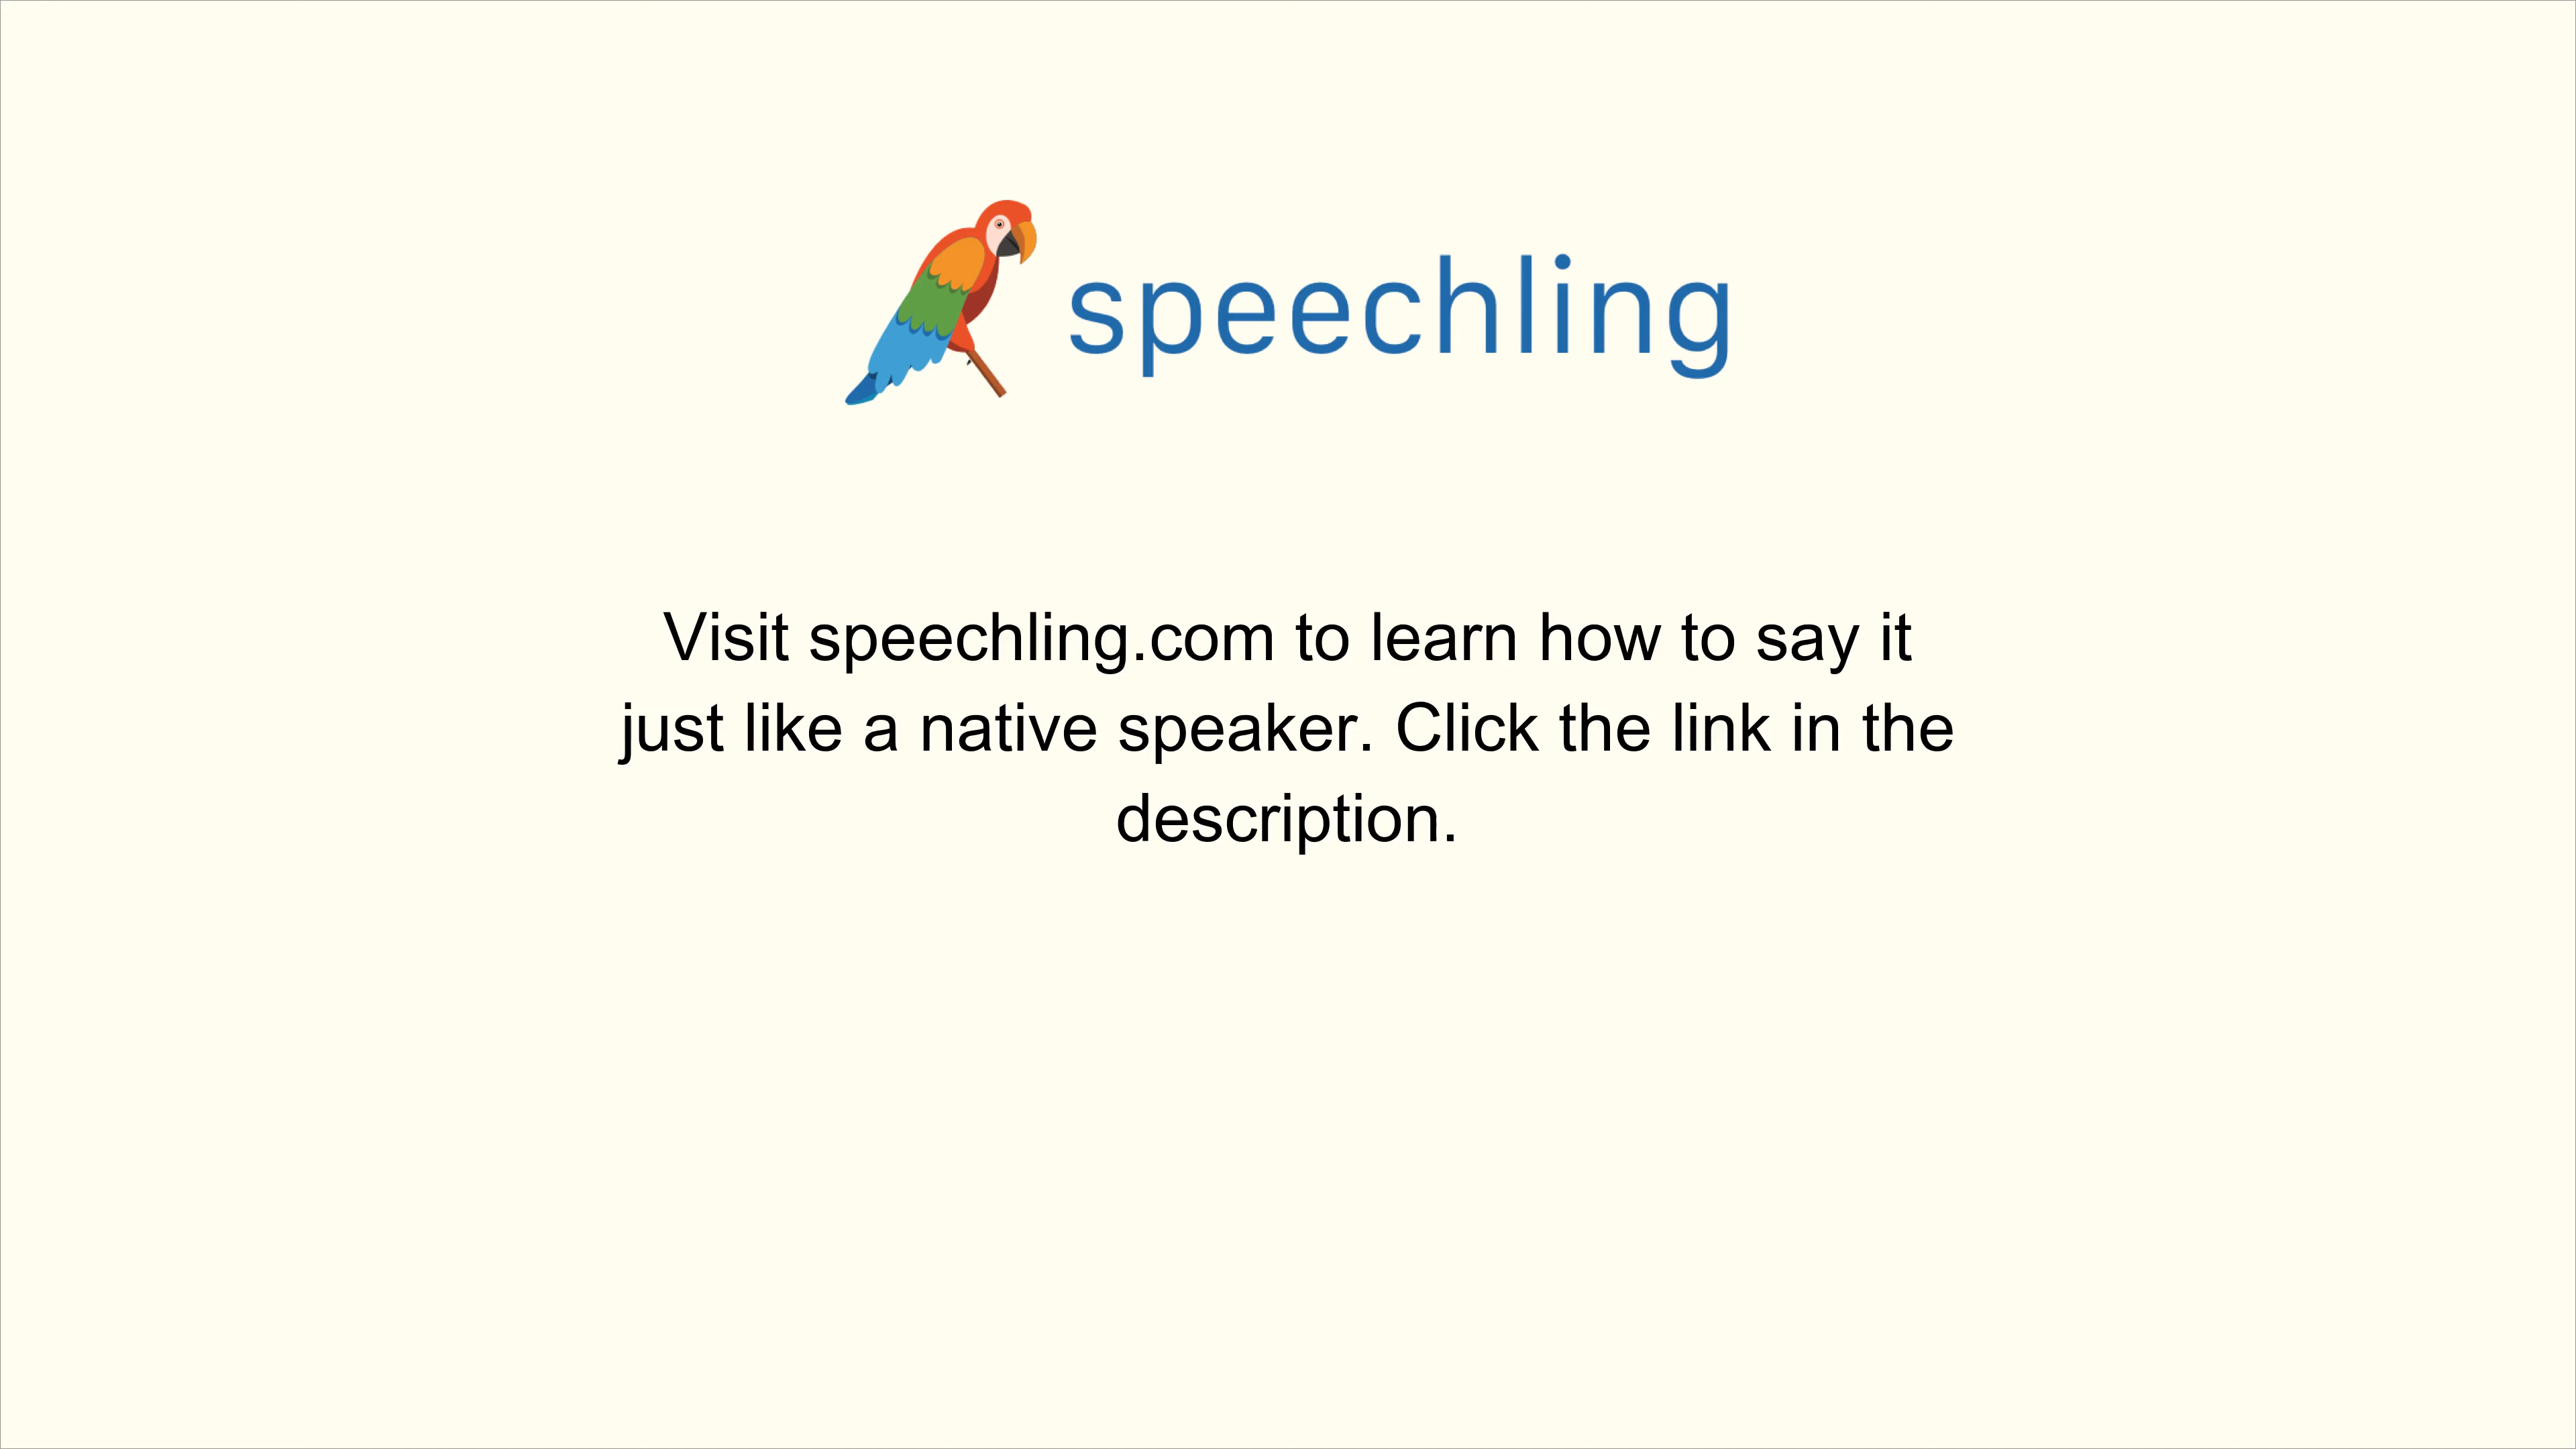 speechling
Visit speechling.com to learn how to say it
just like a native speaker. Click the link in the
description.